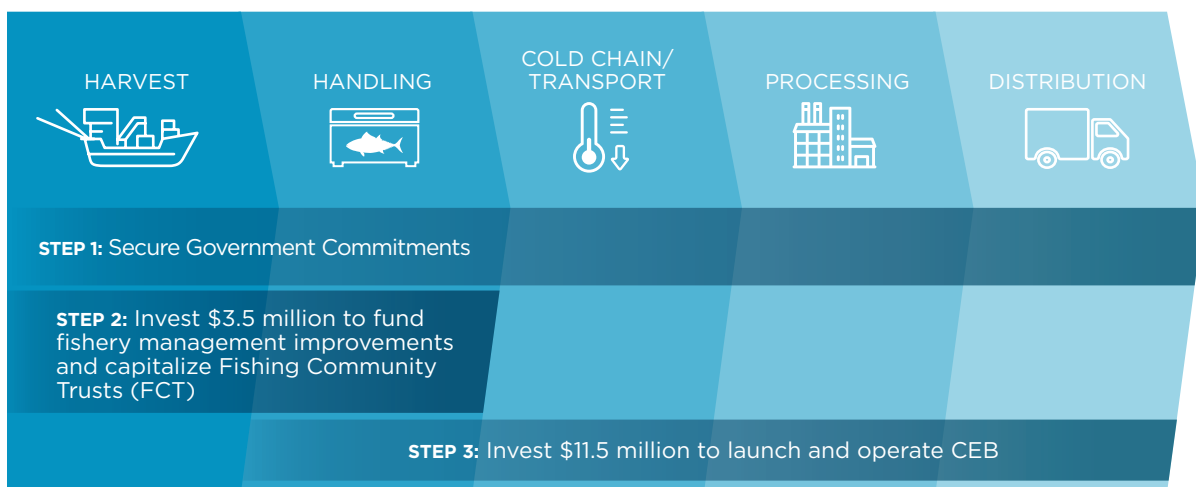 HARVEST
HANDLING
COLD CHAIN/
TRANSPORT
PROCESSING
DISTRIBUTION
STEP 1: Secure Government Commitments
STEP 2: Invest $3.5 million to fund
fishery management improvements
and capitalize Fishing Community
Trusts (FCT)
STEP 3: Invest $11.5 million to launch and operate CEB